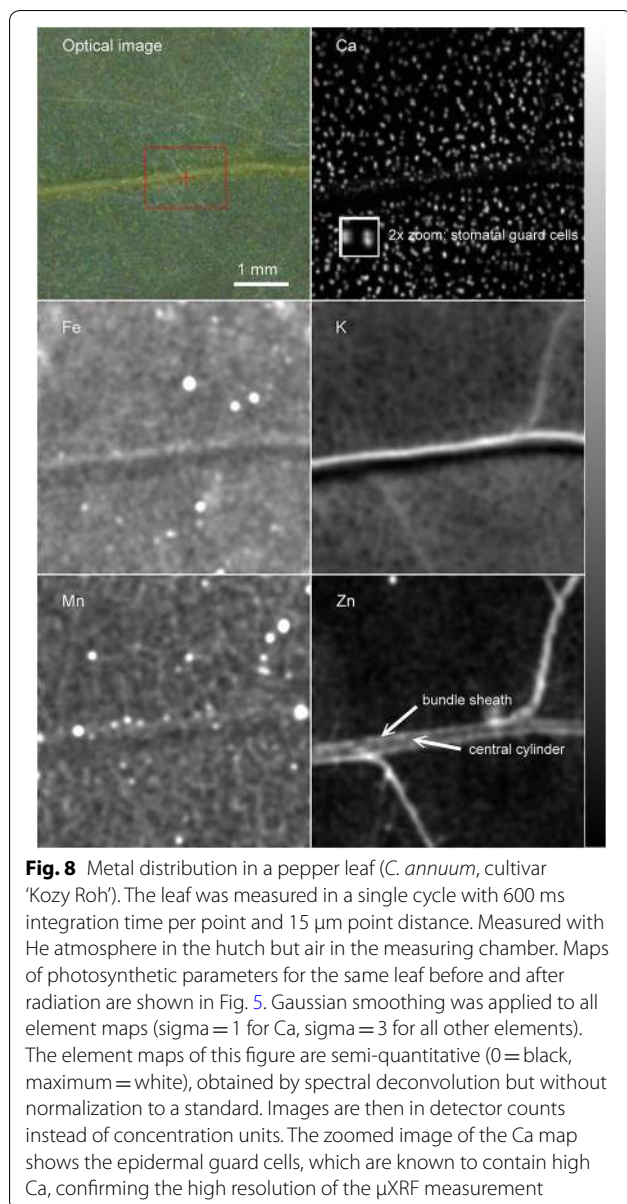 Optical image
Ca
1 mm
2x zoom: stomatal guard cells
Fe
K
Mn
Zn
bundle sheath
central cylinder
Fig. 8 Metal distribution in a pepper leaf (C. annuum, cultivar
'Kozy Roh'). The leaf was measured in a single cycle with 600 ms
integration time per point and 15 μm point distance. Measured with
He atmosphere in the hutch but air in the measuring chamber. Maps
of photosynthetic parameters for the same leaf before and after
radiation are shown in Fig. 5. Gaussian smoothing was applied to all
element maps (sigma = 1 for Ca, sigma = 3 for all other elements).
The element maps of this figure are semi-quantitative (0 = black,
maximum = white), obtained by spectral deconvolution but without
normalization to a standard. Images are then in detector counts
instead of concentration units. The zoomed image of the Ca map
shows the epidermal guard cells, which are known to contain high
Ca, confirming the high resolution of the μXRF measurement